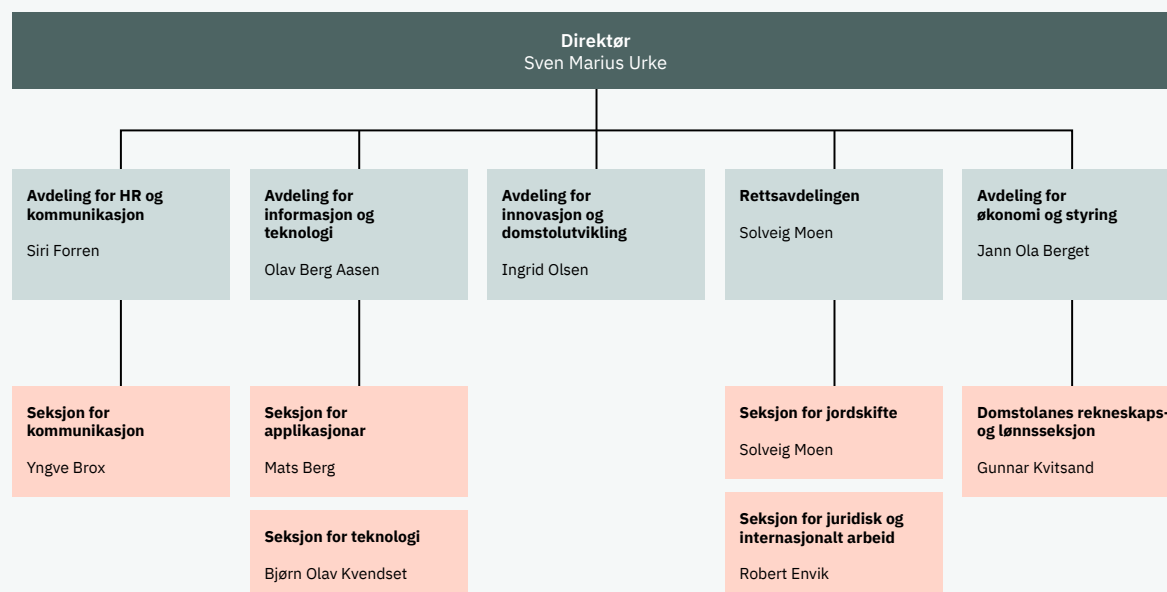 Direktør
Sven Marius Urke
Avdeling for HR og
kommunikasjon
Siri Forren
Avdeling for
informasjon og
teknologi
Olav Berg Aasen
Avdeling for
innovasjon og
domstolutvikling
Ingrid Olsen
Rettsavdelingen
Solveig Moen
Avdeling for
økonomi og styring
Jann Ola Berget
Seksjon for
kommunikasjon
Yngve Brox
Seksjon for
applikasjonar
Mats Berg
Seksjon for teknologi
Bjørn Olav Kvendset
Seksjon for jordskifte
Solveig Moen
Seksjon for juridisk og
internasjonalt arbeid
Robert Envik
Domstolanes rekneskaps-
og lønnsseksjon
Gunnar Kvitsand